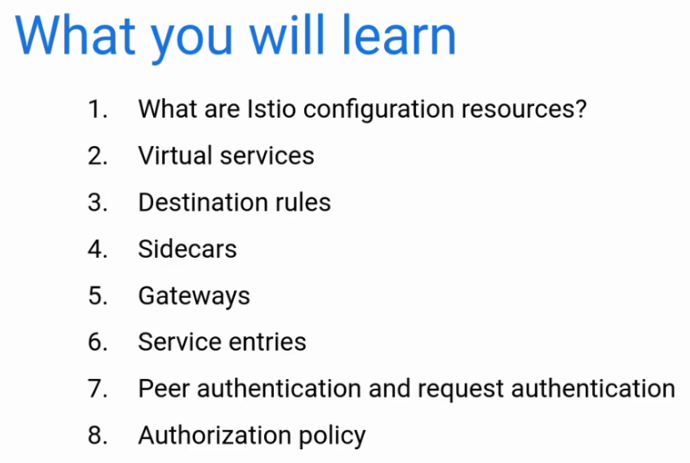 What you will learn
1. What are Istio configuration resources?
2. Virtual services
3. Destination rules
4. Sidecars
5. Gateways
6. Service entries
7. Peer authentication and request authentication
8. Authorization policy